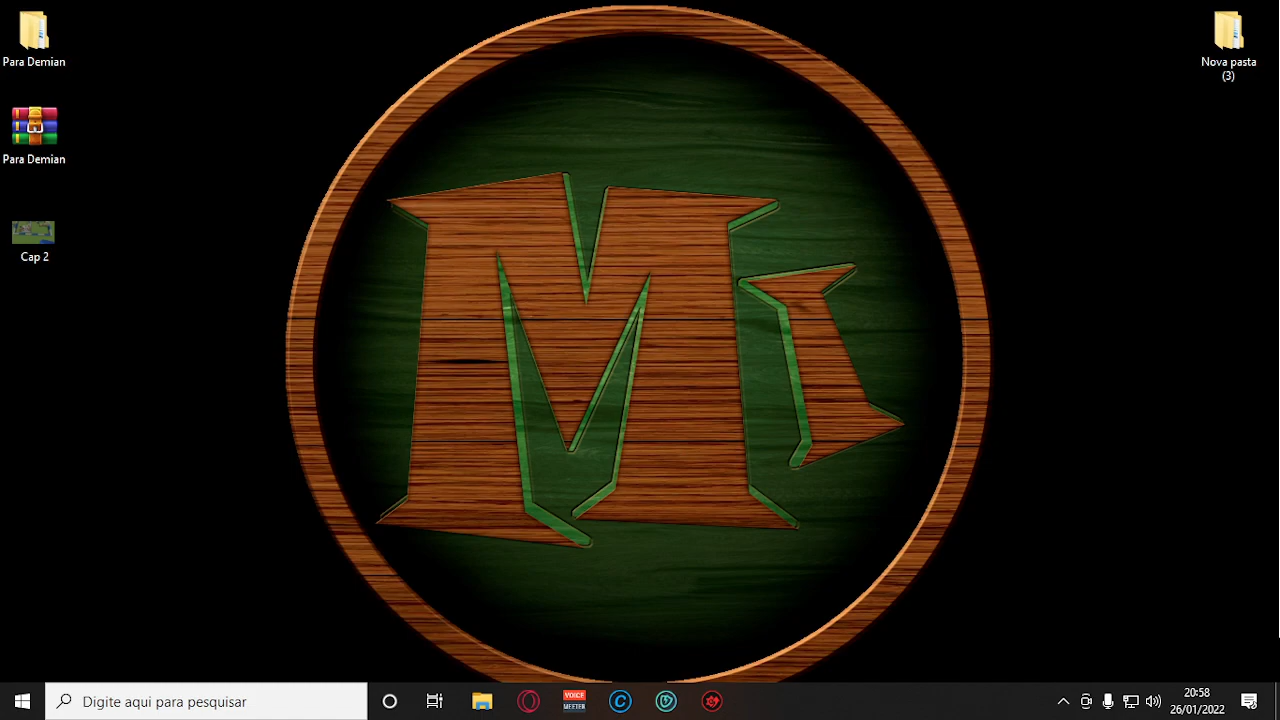 Para Demian
Nova pasta
(3)
Para Demian
Cap 2
MI
Digite aqui para pesquisar
VOICE
MEETER
20:58
26/01/2022